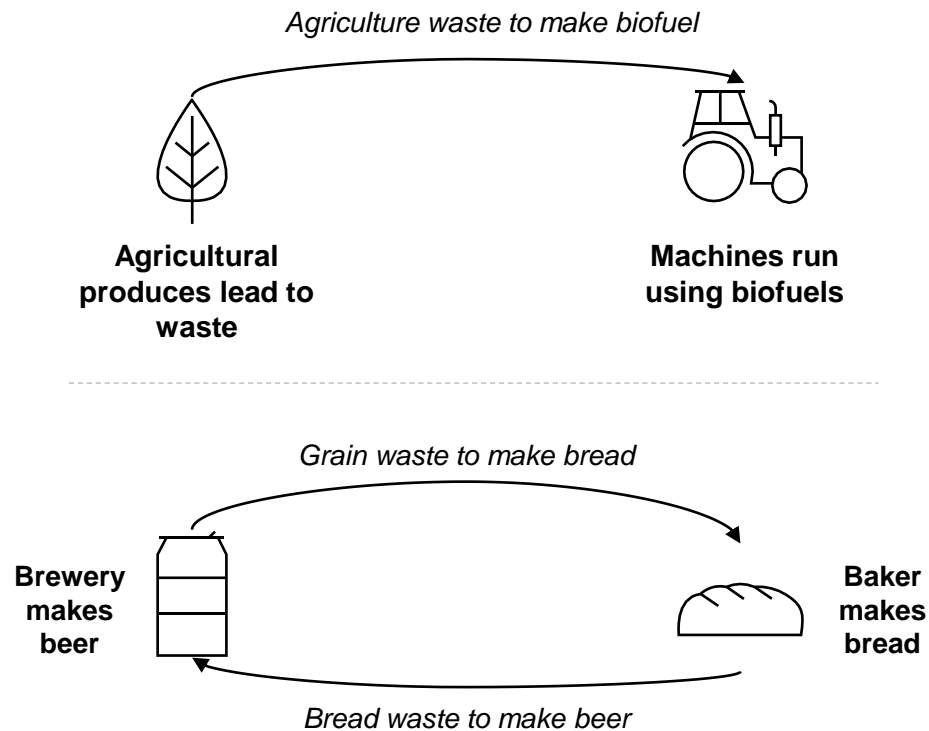 Agriculture waste to make biofuel
Agricultural
produces lead to
waste
Machines run
using biofuels
Grain waste to make bread
Brewery
makes
beer
Baker
makes
bread
Bread waste to make beer